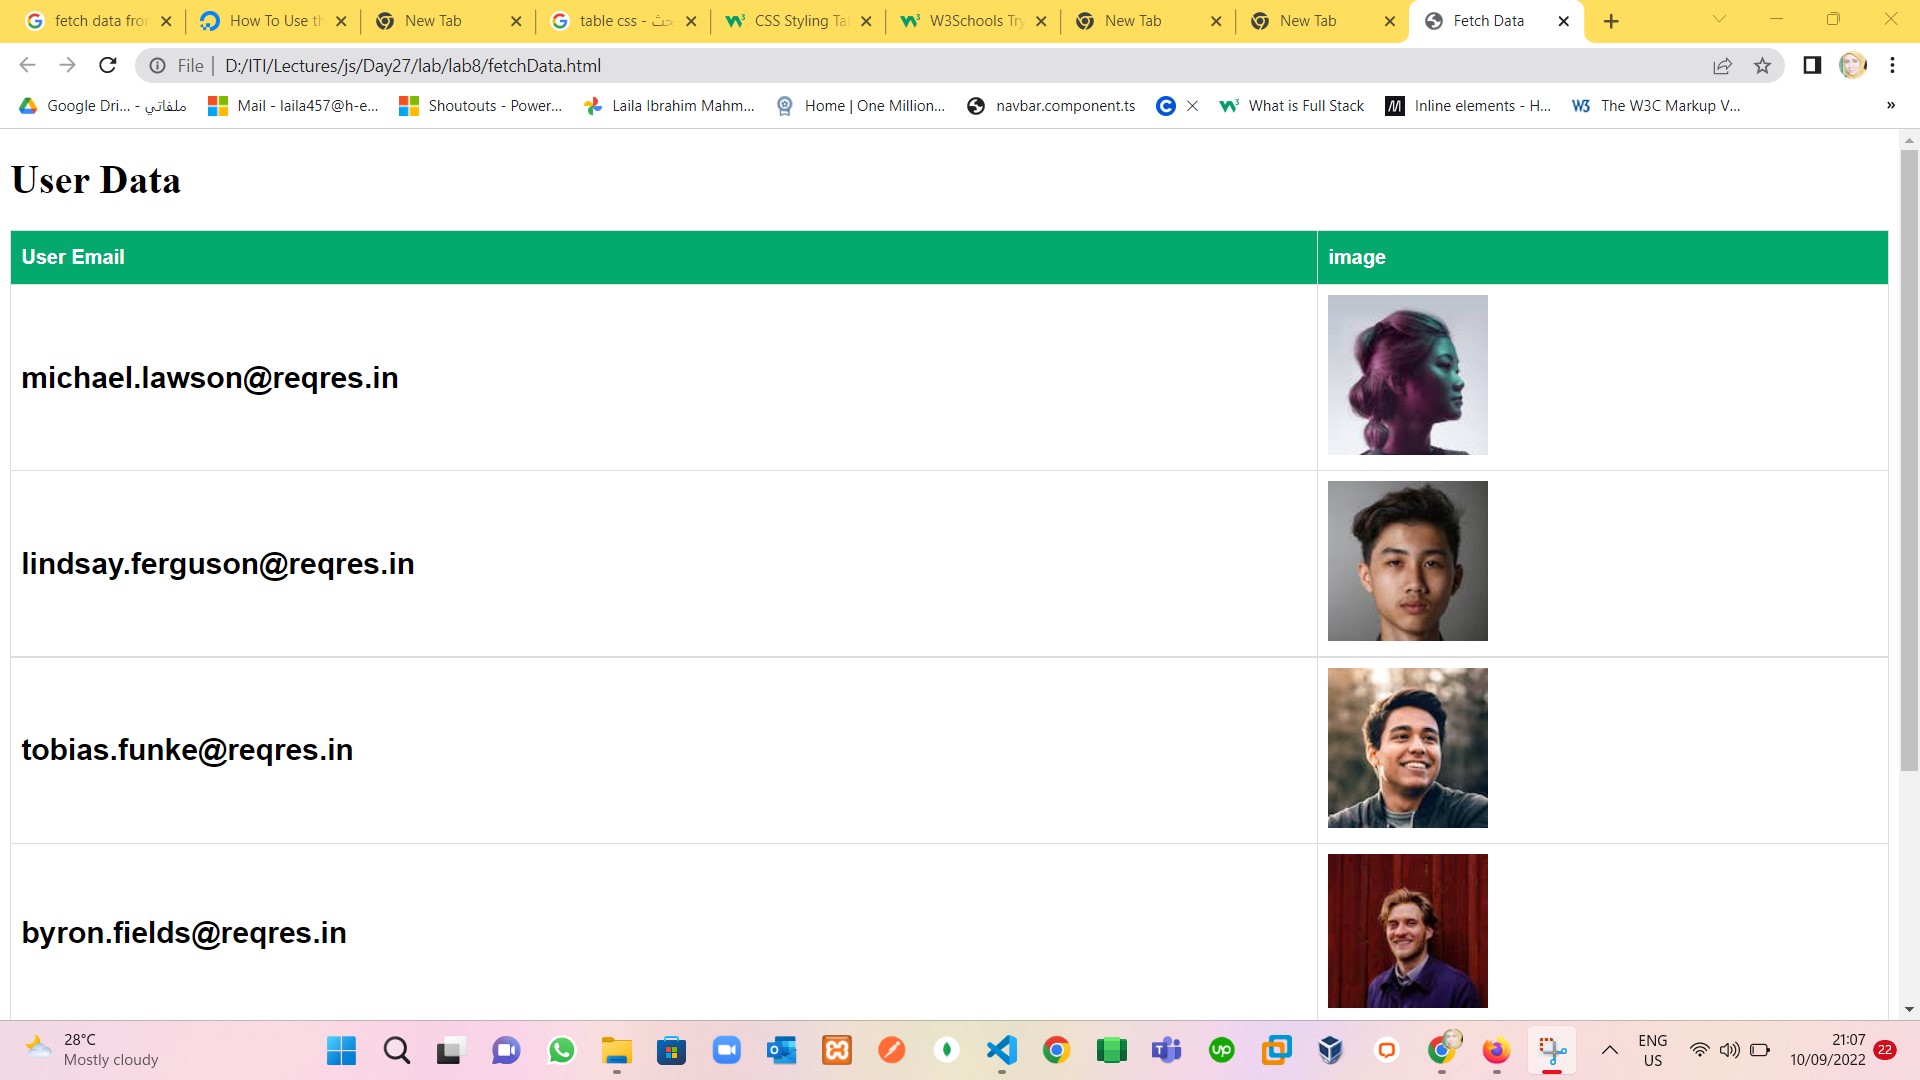 fetch data fror
How To Use th
New Tab
table css - بحث
CSS Styling Tal
W3Schools Try
New Tab
New Tab
Fetch Data
File | D:/ITI/Lectures/js/Day27/lab/lab8/fetchData.html
Google Dri... - ملفاتي
Mail - laila457@h-e...
Shoutouts - Power...
Laila Ibrahim Mahm...
Home | One Million...
navbar.component.ts
What is Full Stack
Inline elements - H...
The W3C Markup V...
User Data
User Email
image
michael.lawson@reqres.in
lindsay.ferguson@reqres.in
tobias.funke@reqres.in
byron.fields@reqres.in
28°C
Mostly cloudy
ENG
US
21:07
10/09/2022
22